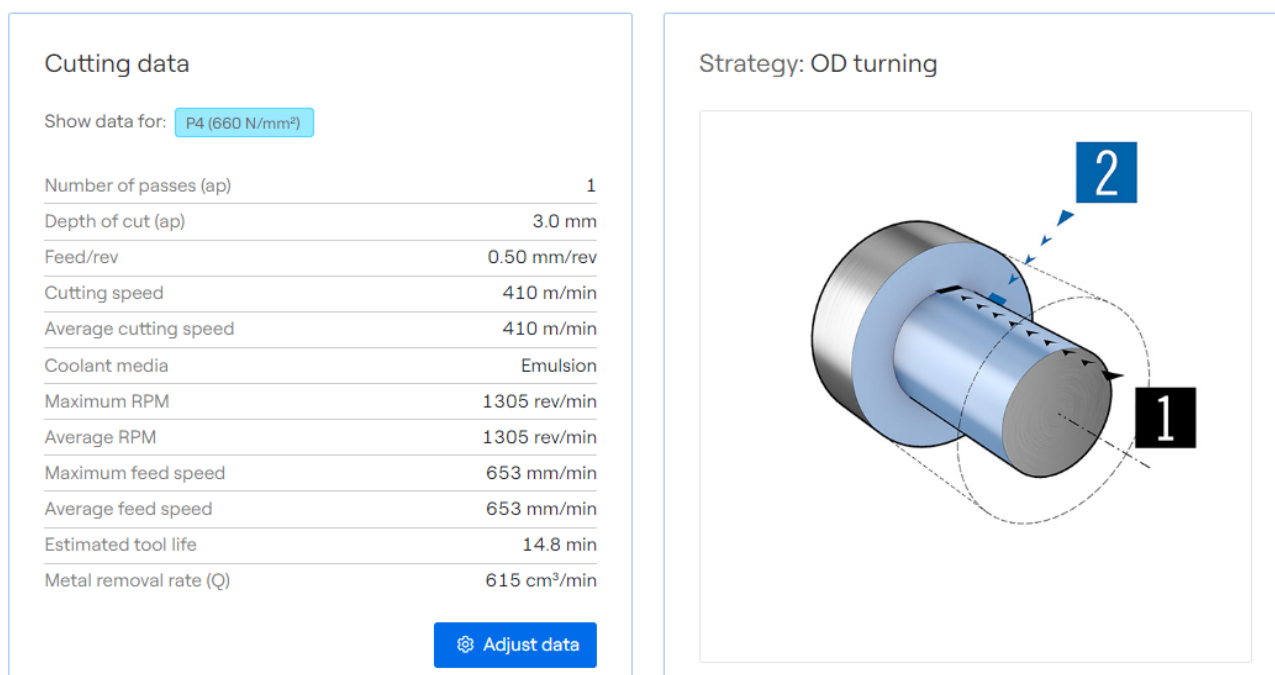 Cutting data
Show data for: P4 (660 N/mm²)
Number of passes (ap) 1
Depth of cut (ap) 3.0 mm
Feed/rev 0.50 mm/rev
Cutting speed 410 m/min
Average cutting speed 410 m/min
Coolant media Emulsion
Maximum RPM 1305 rev/min
Average RPM 1305 rev/min
Maximum feed speed 653 mm/min
Average feed speed 653 mm/min
Estimated tool life 14.8 min
Metal removal rate (Q) 615 cm³/min
Adjust data
Strategy: OD turning
2
1